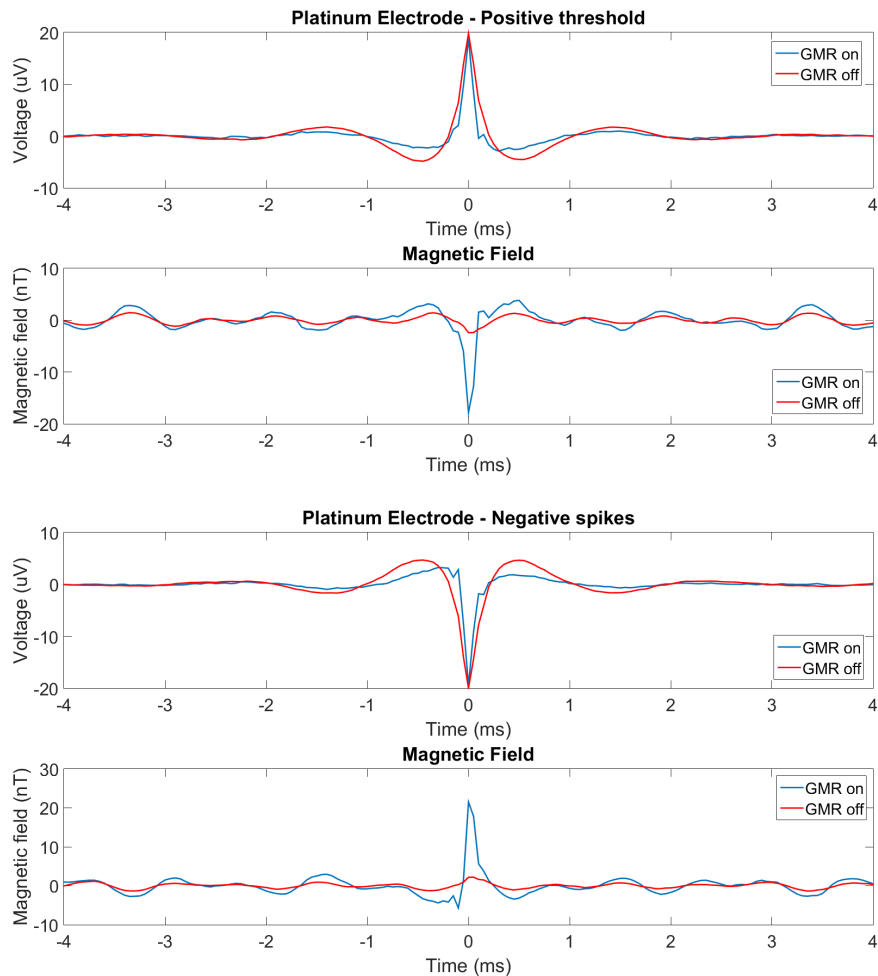 Platinum Electrode - Positive threshold
20
10
0
-10
Voltage (uV)
GMR on
GMR off
-4 -3 -2 -1 0 1 2 3 4
Time (ms)
Magnetic Field
10
0
-10
-20
Magnetic field (nT)
GMR on
GMR off
-4 -3 -2 -1 0 1 2 3 4
Time (ms)
Platinum Electrode - Negative spikes
10
0
-10
-20
Voltage (uV)
GMR on
GMR off
-4 -3 -2 -1 0 1 2 3 4
Time (ms)
Magnetic Field
30
20
10
0
-10
Magnetic field (nT)
GMR on
GMR off
-4 -3 -2 -1 0 1 2 3 4
Time (ms)